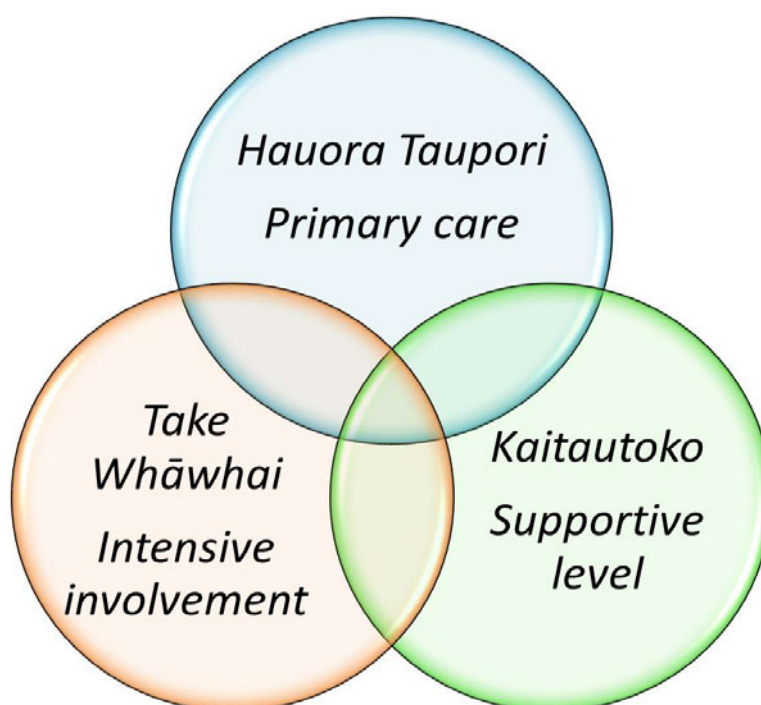 Hauora Taupori
Primary care
Take
Whāwhai
Intensive
involvement
Kaitautoko
Supportive
level